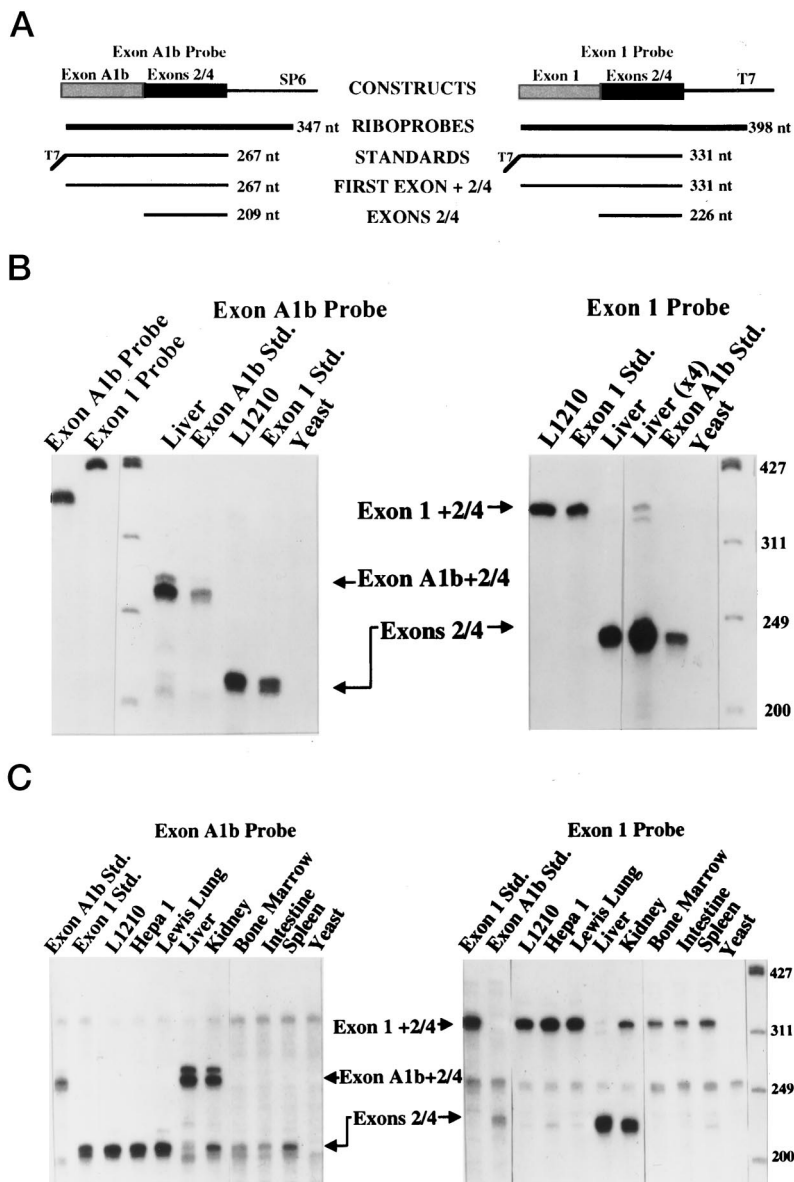 A
Exon A1b Probe
Exon A1b Exons 2/4 SP6
CONSTRUCTS
Exon 1 Probe
Exon 1 Exons 2/4 T7
347 nt RIBOPROBES 398 nt
T7 267 nt STANDARDS T7 331 nt
267 nt FIRST EXON + 2/4 331 nt
209 nt EXONS 2/4 226 nt
B
Exon A1b Probe
Exon 1 Probe
Exon A1b Probe
Exon 1 Probe
Liver
Exon A1b Std.
L1210
Exon 1 Std.
Yeast
L1210
Exon 1 Std.
Liver
Liver (x4)
Exon A1b Std.
Yeast
Exon 1 +2/4
Exon A1b+2/4
Exons 2/4
427
311
249
200
C
Exon A1b Probe
Exon 1 Probe
Exon A1b Std.
Exon 1 Std.
L1210
Hepa 1
Lewis Lung
Liver
Kidney
Bone Marrow
Intestine
Spleen
Yeast
Exon 1 Std.
Exon A1b Std.
L1210
Hepa 1
Lewis Lung
Liver
Kidney
Bone Marrow
Intestine
Spleen
Yeast
Exon 1 +2/4
Exon A1b+2/4
Exons 2/4
427
311
249
200